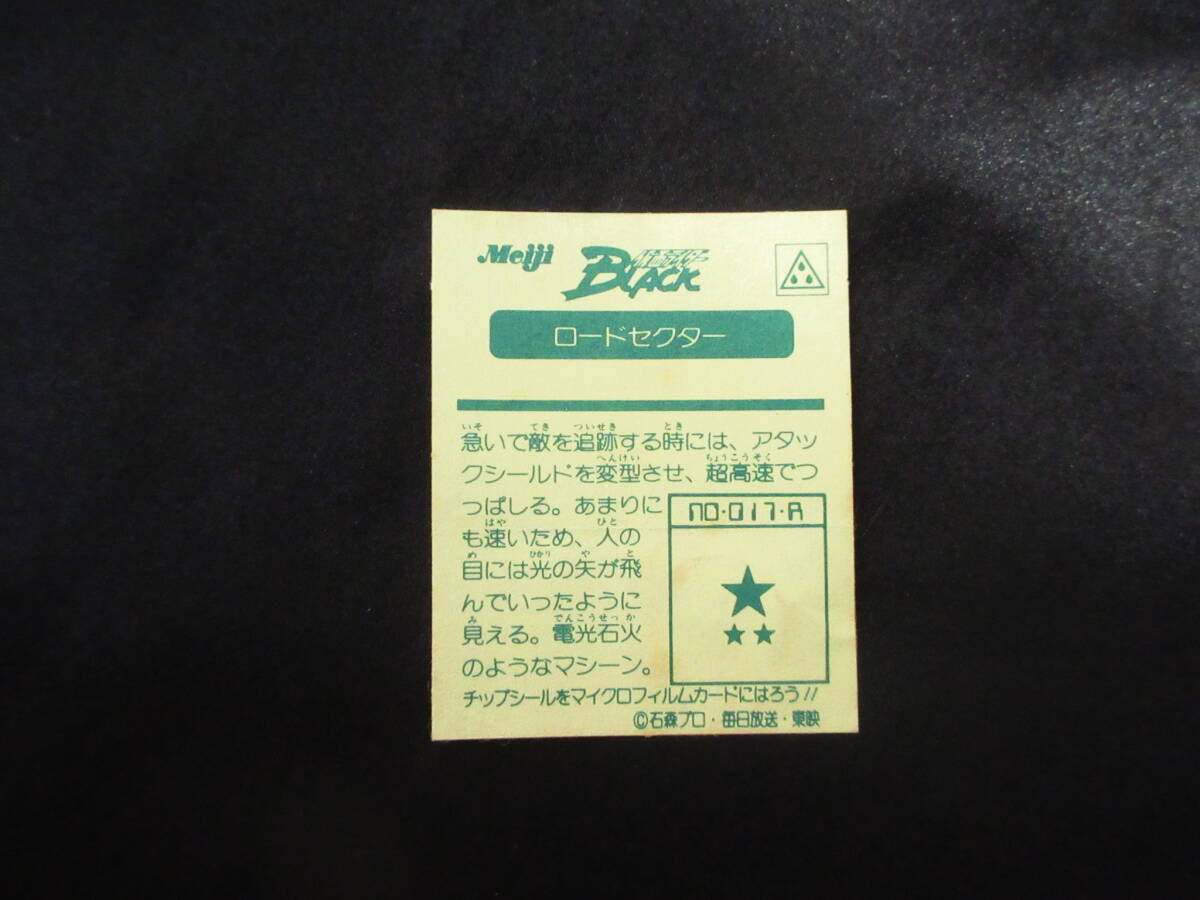 Meiji
仮面ライダー
BLACK
ロードセクター
急いで敵を追跡する時には、アタッ
クシールドを変型させ、超高速でつ
っぱしる。あまりに
も速いため、人の
目には光の矢が飛
んでいったように
見える。電光石火
のようなマシーン。
NO・017・A
チップシールをマイクロフィルムカードにはろう!!
©石森プロ・毎日放送・東映